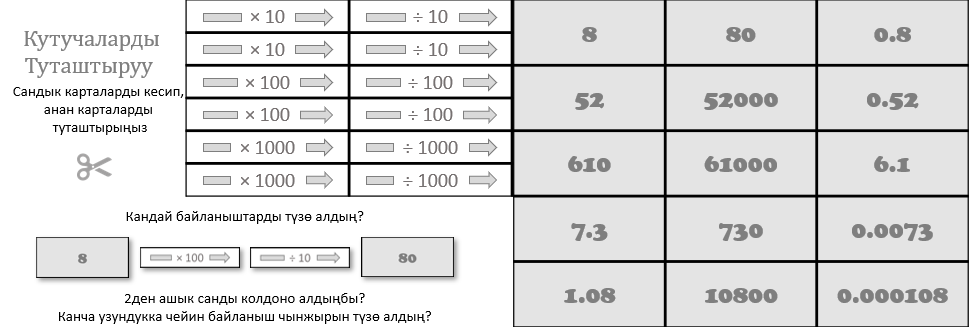 Кутучаларды
Туташтыруу
Сандык карталарды кесип,
анан карталарды
туташтырыңыз
× 10 ÷ 10
× 10 ÷ 10
× 100 ÷ 100
× 100 ÷ 100
× 1000 ÷ 1000
× 1000 ÷ 1000
Кандай байланыштарды түзө алдың?
8 × 100 ÷ 10 80
2ден ашык санды колдоно алдыңбы?
Канча узундукка чейин байланыш чынжырын түзө алдың?
8 80 0.8
52 52000 0.52
610 61000 6.1
7.3 730 0.0073
1.08 10800 0.000108